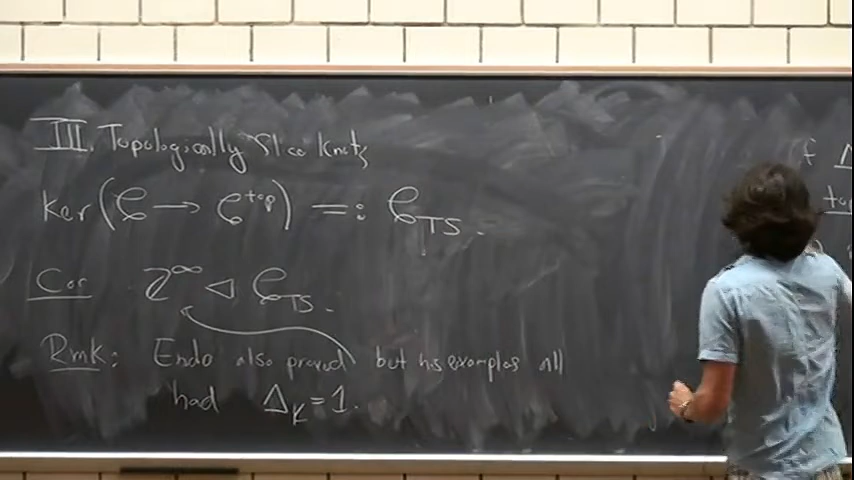 III. Topologically Slice Knots
Ker(C → C^top) =: C_TS.
Cor Z^∞ ◁ C_TS.
Rmk: Endo also proved but his examples all
had Δ_K = 1.
f Δ
top